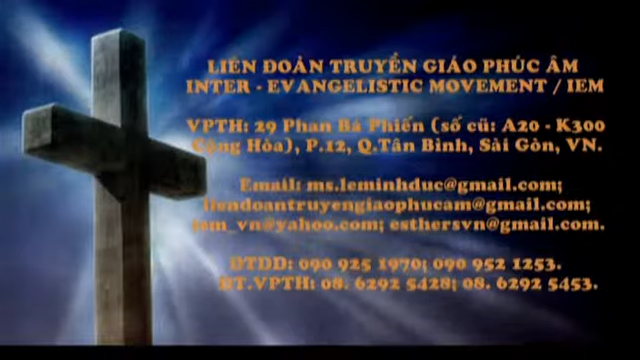 LIÊN ĐOÀN TRUYỀN GIÁO PHÚC ÂM
INTER - EVANGELISTIC MOVEMENT / IEM
VPTH: 29 Phan Bá Phiến (số cũ: A20 - K300
Cộng Hòa), P.12, Q.Tân Bình, Sài Gòn, VN.
Email: ms.leminhduc@gmail.com;
liendoantruyengiaophucam@gmail.com;
iem_vn@yahoo.com; esthersvn@gmail.com.
ĐTDD: 090 925 1970; 090 952 1253.
ĐT.VPTH: 08. 6292 5428; 08. 6292 5453.